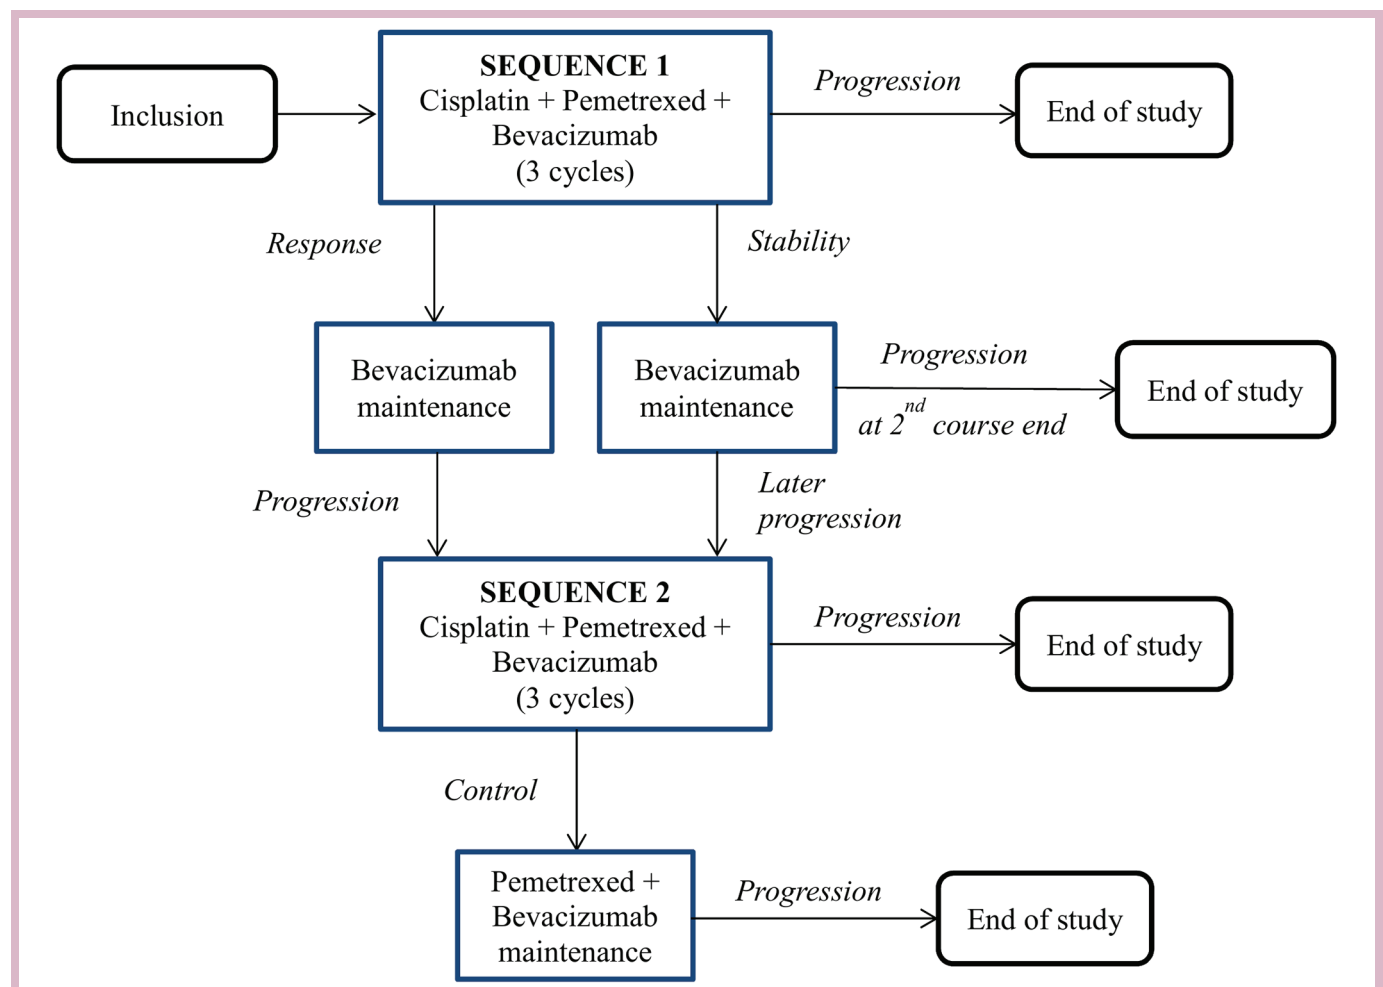 Inclusion
SEQUENCE 1
Cisplatin + Pemetrexed +
Bevacizumab
(3 cycles)
Progression
End of study
Response
Stability
Bevacizumab
maintenance
Bevacizumab
maintenance
Progression
at 2nd course end
End of study
Progression
Later
progression
SEQUENCE 2
Cisplatin + Pemetrexed +
Bevacizumab
(3 cycles)
Progression
End of study
Control
Pemetrexed +
Bevacizumab
maintenance
Progression
End of study